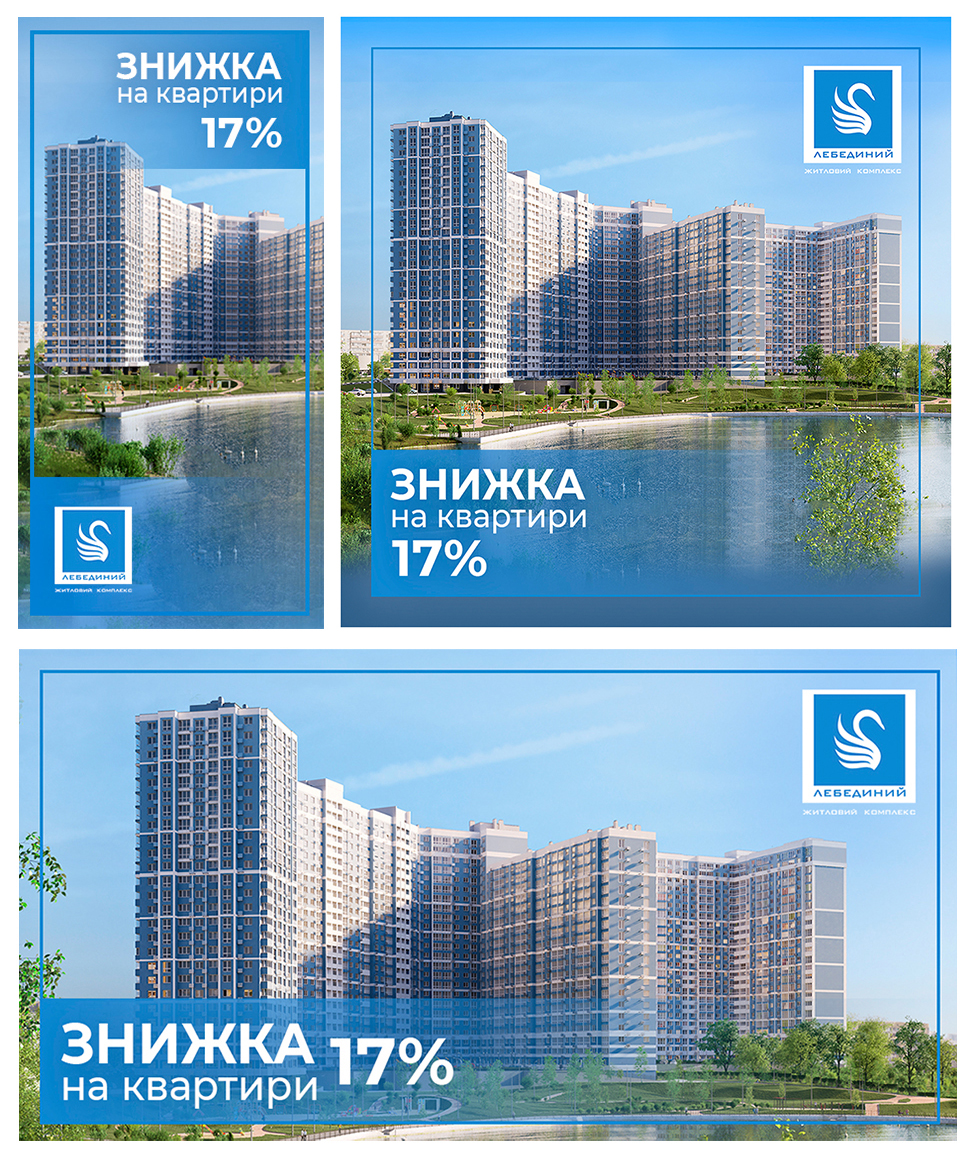 ЗНИЖКА
на квартири
17%
ЛЕБЕДИНИЙ
ЖИТЛОВИЙ КОМПЛЕКС
ЛЕБЕДИНИЙ
ЖИТЛОВИЙ КОМПЛЕКС
ЗНИЖКА
на квартири
17%
ЛЕБЕДИНИЙ
ЖИТЛОВИЙ КОМПЛЕКС
ЗНИЖКА 17%
на квартири